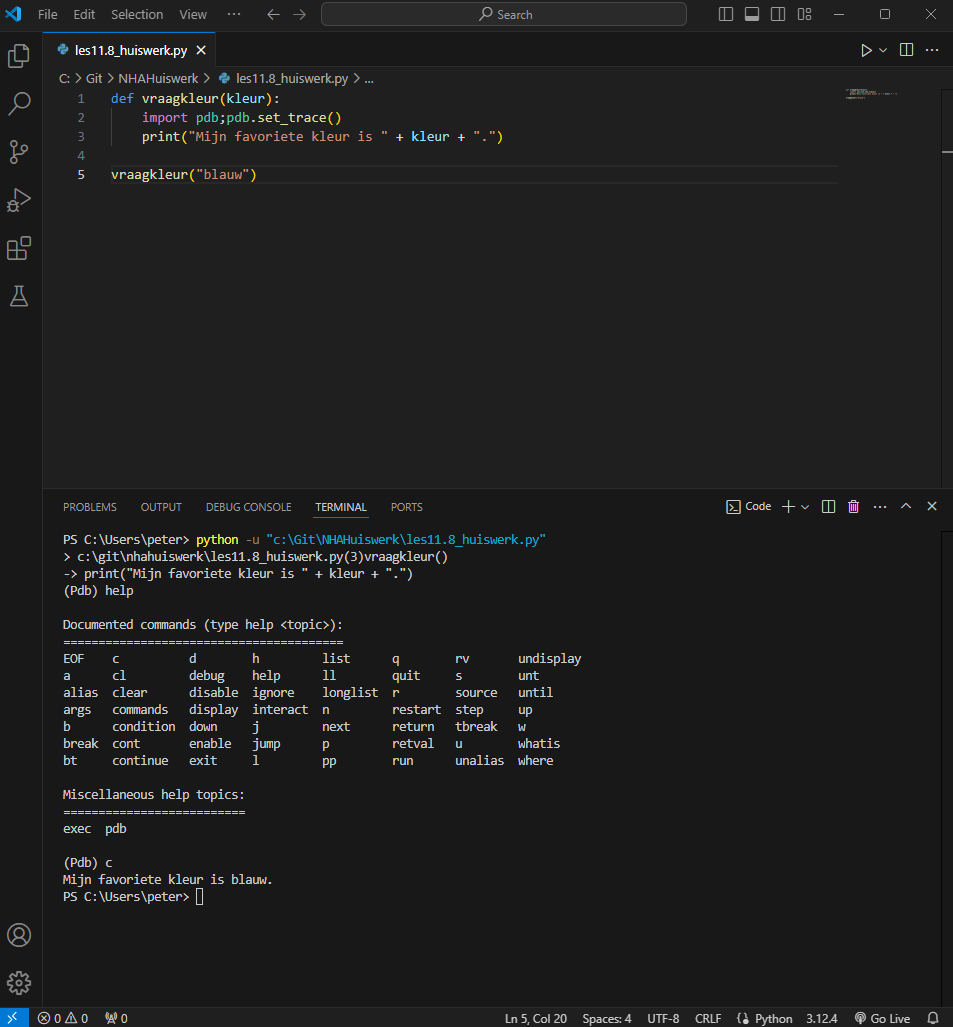 File Edit Selection View ··· Search
les11.8_huiswerk.py
C: > Git > NHAHuiswerk > les11.8_huiswerk.py > ...
1 def vraagkleur(kleur):
2     import pdb;pdb.set_trace()
3     print("Mijn favoriete kleur is " + kleur + ".")
4
5 vraagkleur("blauw")
PROBLEMS OUTPUT DEBUG CONSOLE TERMINAL PORTS Code
PS C:\Users\peter> python -u "c:\Git\NHAHuiswerk\les11.8_huiswerk.py"
> c:\git\nhahuiswerk\les11.8_huiswerk.py(3)vraagkleur()
-> print("Mijn favoriete kleur is " + kleur + ".")
(Pdb) help
Documented commands (type help <topic>):
========================================
EOF    c          d        h         list      q        rv       undisplay
a      cl         debug    help      ll        quit     s        unt
alias  clear      disable  ignore    longlist  r        source   until
args   commands   display  interact  n         restart  step     up
b      condition  down     j         next      return   tbreak   w
break  cont       enable   jump      p         retval   u        whatis
bt     continue   exit     l         pp        run      unalias  where
Miscellaneous help topics:
==========================
exec  pdb
(Pdb) c
Mijn favoriete kleur is blauw.
PS C:\Users\peter>
0 0 0 Ln 5, Col 20 Spaces: 4 UTF-8 CRLF Python 3.12.4 Go Live